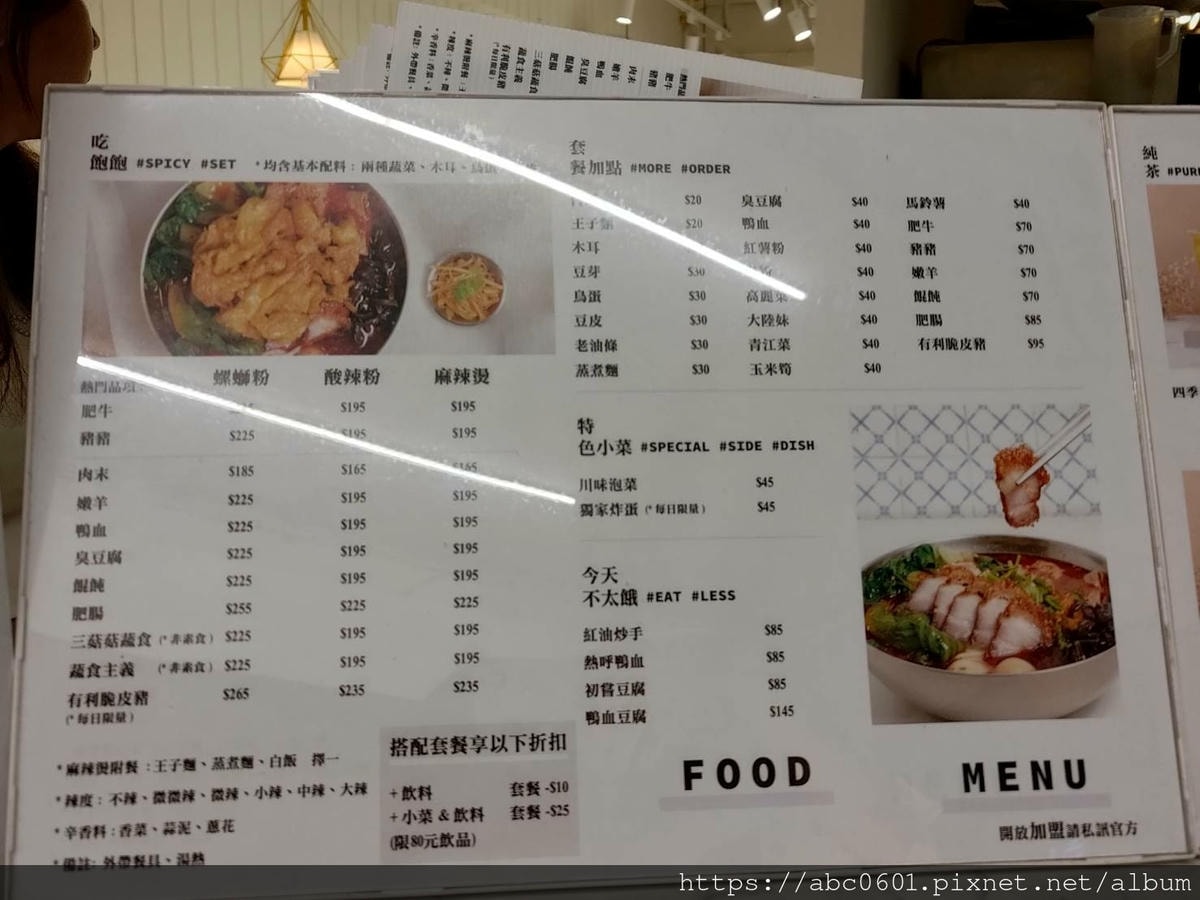 吃
飽飽 #SPICY #SET *均含基本配料：兩種蔬菜、木耳、鳥蛋
熱門品項： 螺螄粉 酸辣粉 麻辣燙
肥牛 $195 $195
豬豬 $225 $195 $195
肉末 $185 $165 $165
嫩羊 $225 $195 $195
鴨血 $225 $195 $195
臭豆腐 $225 $195 $195
餛飩 $225 $195 $195
肥腸 $255 $225 $225
三菇菇蔬食 (*非素食) $225 $195 $195
蔬食主義 (*非素食) $225 $195 $195
有利脆皮豬 $265 $235 $235
(*每日限量)
*麻辣燙附餐：王子麵、蒸煮麵、白飯 擇一
*辣度：不辣、微微辣、微辣、小辣、中辣、大辣
*辛香料：香菜、蒜泥、蔥花
*備註: 外帶餐具、湯熱
搭配套餐享以下折扣
+飲料 套餐 -$10
+小菜 & 飲料 套餐 -$25
(限80元飲品)
套
餐加點 #MORE #ORDER
$20 臭豆腐 $40 馬鈴薯 $40
王子麵 $20 鴨血 $40 肥牛 $70
木耳 紅薯粉 $40 豬豬 $70
豆芽 $30 $40 嫩羊 $70
鳥蛋 $30 高麗菜 $40 餛飩 $70
豆皮 $30 大陸妹 $40 肥腸 $85
老油條 $30 青江菜 $40 有利脆皮豬 $95
蒸煮麵 $30 玉米筍 $40
特
色小菜 #SPECIAL #SIDE #DISH
川味泡菜 $45
獨家炸蛋 (*每日限量) $45
今天
不太餓 #EAT #LESS
紅油炒手 $85
熱呼鴨血 $85
初嘗豆腐 $85
鴨血豆腐 $145
FOOD MENU
開放加盟請私訊官方
純
茶 #PUR
四季
https://abc0601.pixnet.net/album